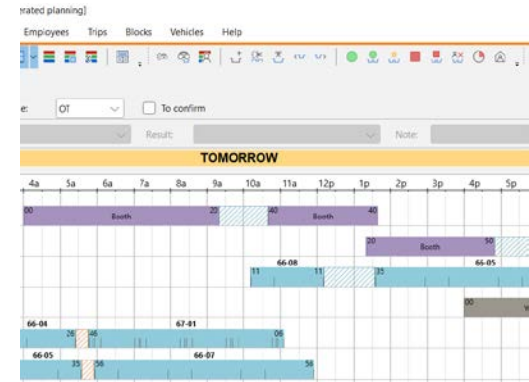 erated planning]
Employees Trips Blocks Vehicles Help
e: OT To confirm
Result: Note:
TOMORROW
4a 5a 6a 7a 8a 9a 10a 11a 12p 1p 2p 3p 4p 5p
00 Booth 20 40 Booth 40
20 Booth 50
66-08 66-05
11 11 35
00
66-04 67-01
26 46 06
66-05 66-07
35 56 56